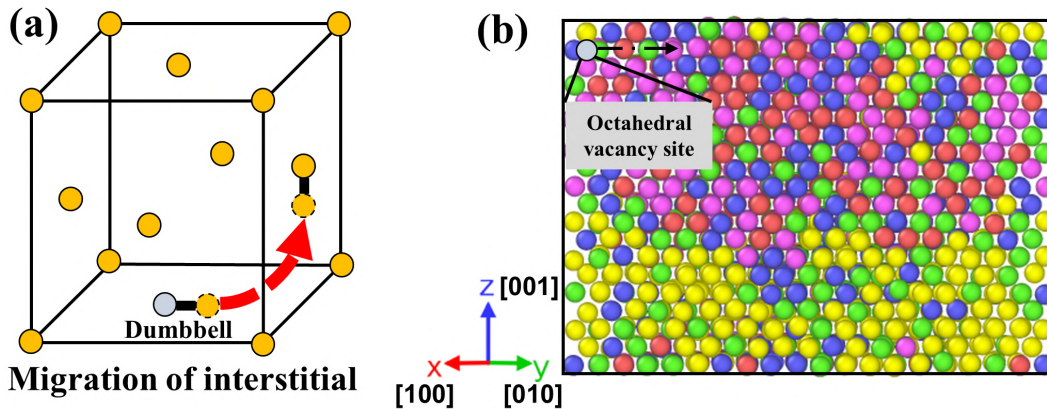 (a)
Dumbbell
Migration of interstitial
(b)
Octahedral
vacancy site
z [001]
x
y
[100]
[010]